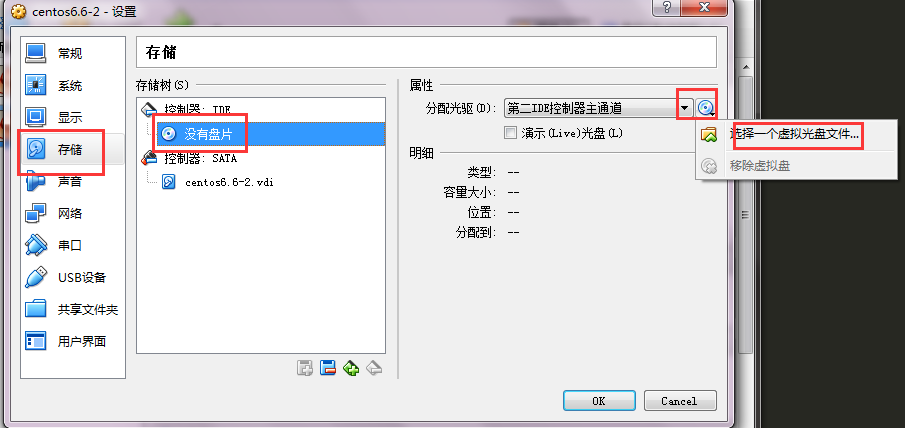 centos6.6-2 - 设置
常规
系统
显示
存储
声音
网络
串口
USB设备
共享文件夹
用户界面
存储
存储树(S)
控制器: IDE
没有盘片
控制器: SATA
centos6.6-2.vdi
属性
分配光驱(D): 第二IDE控制器主通道
演示(Live)光盘(L)
明细
类型: --
容量大小: --
位置: --
分配到: --
选择一个虚拟光盘文件...
移除虚拟盘
OK
Cancel